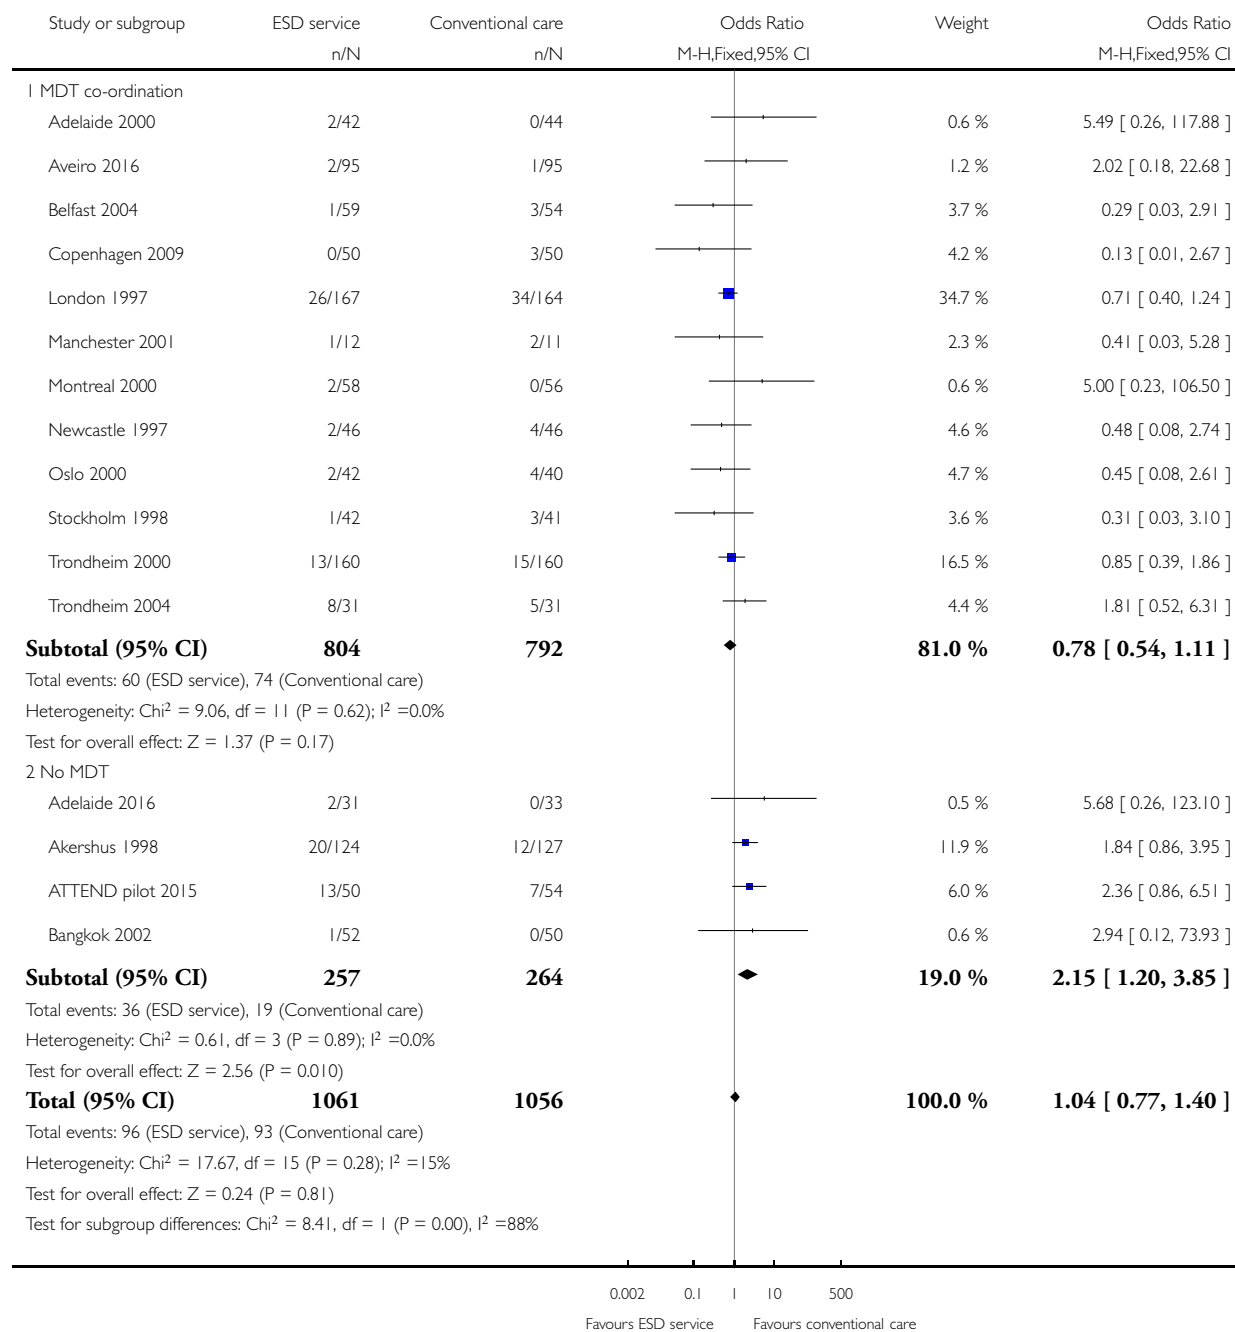 Study or subgroup ESD service Conventional care Odds Ratio Weight Odds Ratio
n/N n/N M-H,Fixed,95% CI M-H,Fixed,95% CI
1 MDT co-ordination
Adelaide 2000 2/42 0/44 0.6 % 5.49 [ 0.26, 117.88 ]
Aveiro 2016 2/95 1/95 1.2 % 2.02 [ 0.18, 22.68 ]
Belfast 2004 1/59 3/54 3.7 % 0.29 [ 0.03, 2.91 ]
Copenhagen 2009 0/50 3/50 4.2 % 0.13 [ 0.01, 2.67 ]
London 1997 26/167 34/164 34.7 % 0.71 [ 0.40, 1.24 ]
Manchester 2001 1/12 2/11 2.3 % 0.41 [ 0.03, 5.28 ]
Montreal 2000 2/58 0/56 0.6 % 5.00 [ 0.23, 106.50 ]
Newcastle 1997 2/46 4/46 4.6 % 0.48 [ 0.08, 2.74 ]
Oslo 2000 2/42 4/40 4.7 % 0.45 [ 0.08, 2.61 ]
Stockholm 1998 1/42 3/41 3.6 % 0.31 [ 0.03, 3.10 ]
Trondheim 2000 13/160 15/160 16.5 % 0.85 [ 0.39, 1.86 ]
Trondheim 2004 8/31 5/31 4.4 % 1.81 [ 0.52, 6.31 ]
Subtotal (95% CI) 804 792 81.0 % 0.78 [ 0.54, 1.11 ]
Total events: 60 (ESD service), 74 (Conventional care)
Heterogeneity: Chi² = 9.06, df = 11 (P = 0.62); I² =0.0%
Test for overall effect: Z = 1.37 (P = 0.17)
2 No MDT
Adelaide 2016 2/31 0/33 0.5 % 5.68 [ 0.26, 123.10 ]
Akershus 1998 20/124 12/127 11.9 % 1.84 [ 0.86, 3.95 ]
ATTEND pilot 2015 13/50 7/54 6.0 % 2.36 [ 0.86, 6.51 ]
Bangkok 2002 1/52 0/50 0.6 % 2.94 [ 0.12, 73.93 ]
Subtotal (95% CI) 257 264 19.0 % 2.15 [ 1.20, 3.85 ]
Total events: 36 (ESD service), 19 (Conventional care)
Heterogeneity: Chi² = 0.61, df = 3 (P = 0.89); I² =0.0%
Test for overall effect: Z = 2.56 (P = 0.010)
Total (95% CI) 1061 1056 100.0 % 1.04 [ 0.77, 1.40 ]
Total events: 96 (ESD service), 93 (Conventional care)
Heterogeneity: Chi² = 17.67, df = 15 (P = 0.28); I² =15%
Test for overall effect: Z = 0.24 (P = 0.81)
Test for subgroup differences: Chi² = 8.41, df = 1 (P = 0.00), I² =88%
0.002 0.1 1 10 500
Favours ESD service Favours conventional care